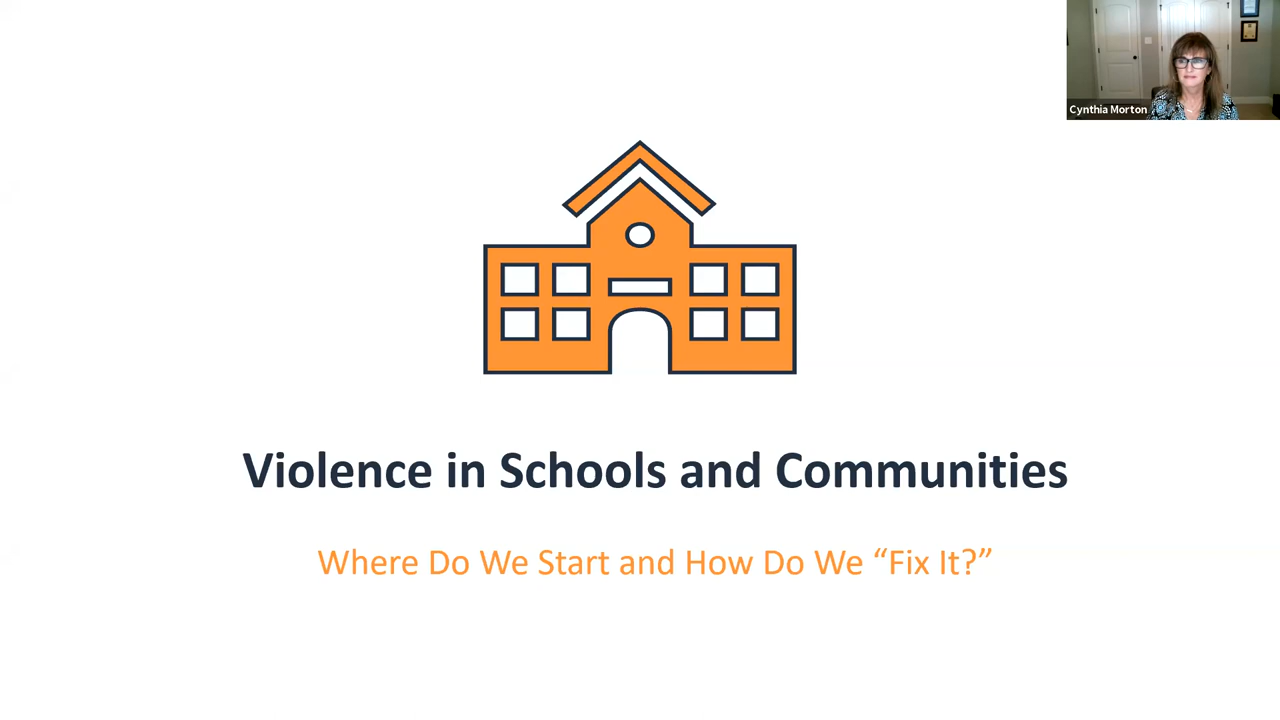 Cynthia Morton
Violence in Schools and Communities
Where Do We Start and How Do We “Fix It?”